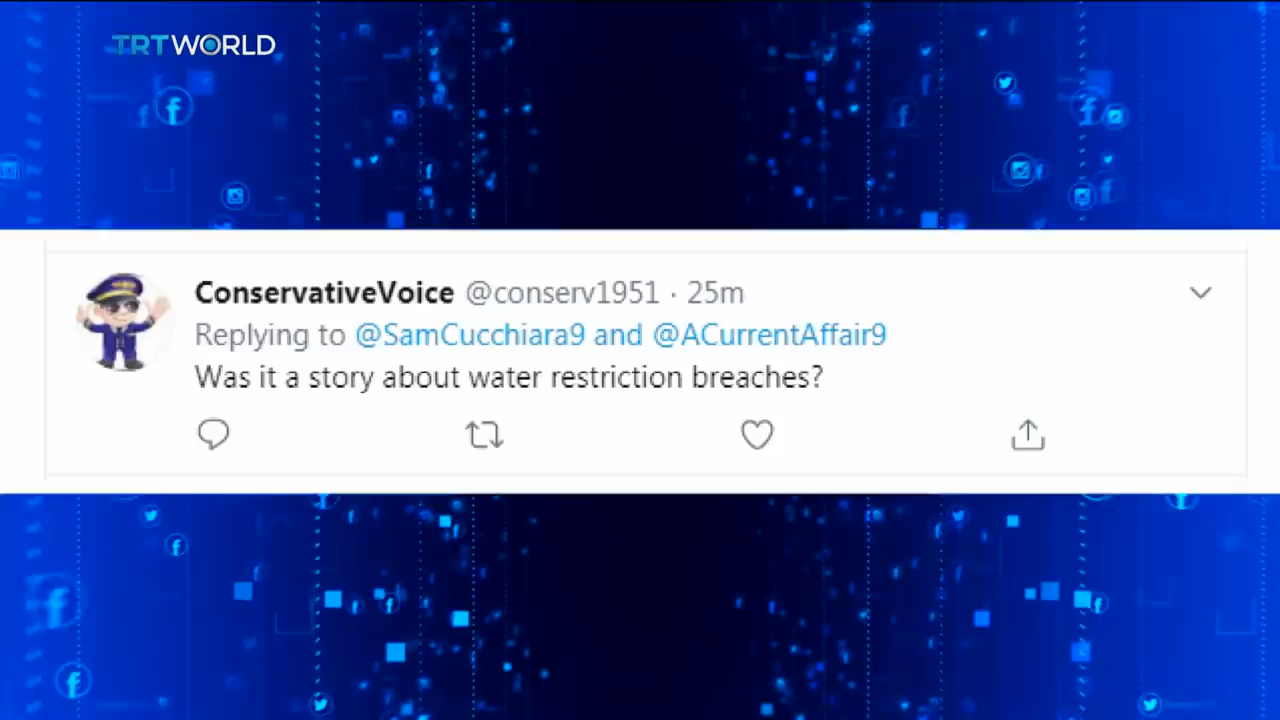 TRTWORLD
ConservativeVoice @conserv1951 · 25m
Replying to @SamCucchiara9 and @ACurrentAffair9
Was it a story about water restriction breaches?